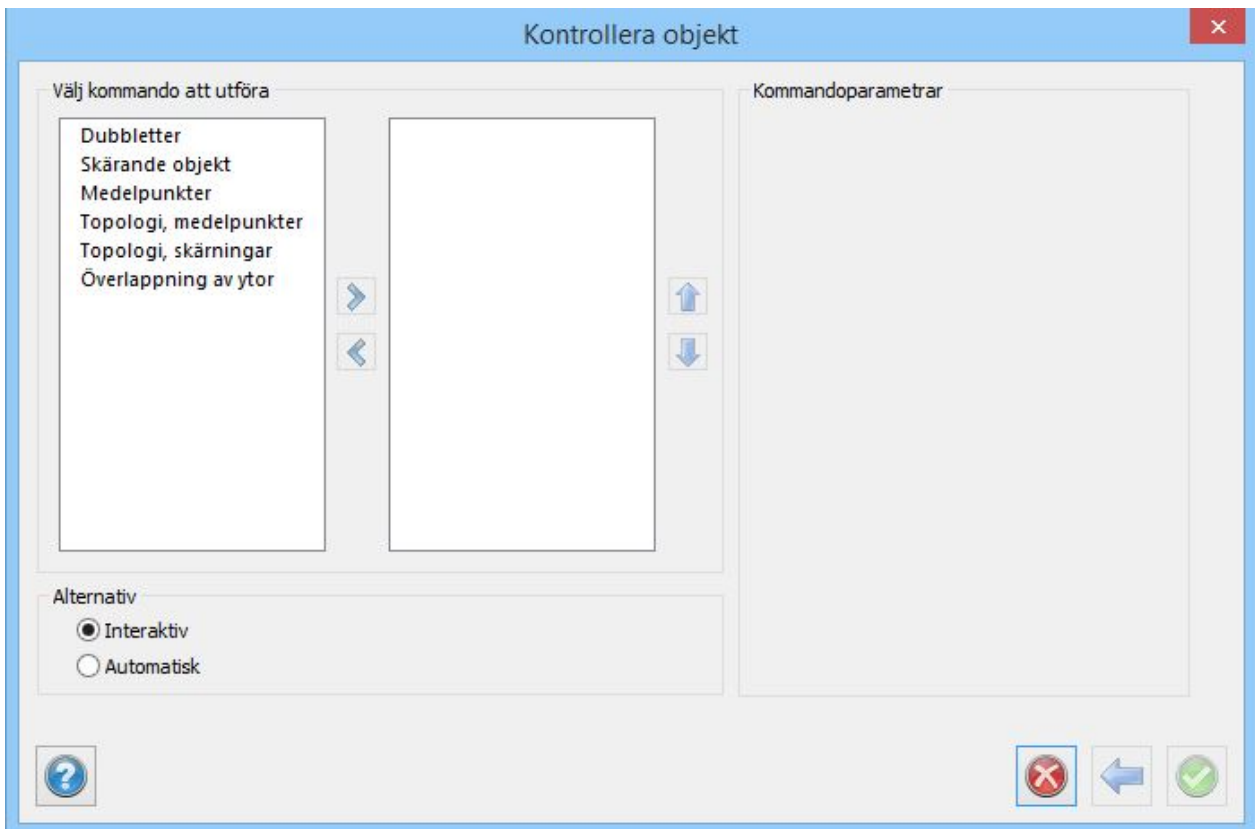 Kontrollera objekt
Välj kommando att utföra
Dubbletter
Skärande objekt
Medelpunkter
Topologi, medelpunkter
Topologi, skärningar
Överlappning av ytor
Kommandoparametrar
Alternativ
Interaktiv
Automatisk